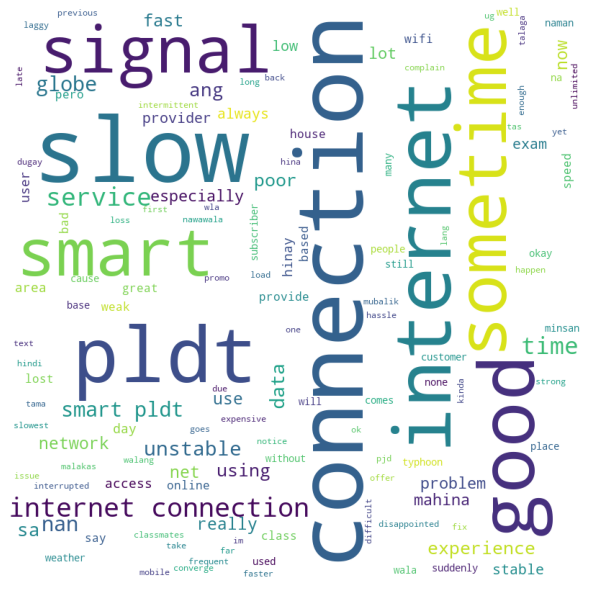 previous
laggy
fast
signal
low
lot
wifi
ug
well
naman
talaga
now
late
pero
globe
ang
long
back
complain
na
unlimited
intermittent
provider
always
house
enough
slow
connection
internet
sometime
many
tas
exam
yet
speed
dugay
user
service
especially
poor
hina
wla
bad
loss
first
nawawala
subscriber
hinay
based
people
still
lang
okay
happen
smart
cause
great
area
load
base
weak
promo
provide
mubalik
hassle
text
one
minsan
time
hindi
pldt
lost
due
none
customer
kinda
strong
good
tama
smart pldt
use
data
will
comes
slowest
day
goes
expensive
ok
place
network
unstable
notice
without
pjd
typhoon
issue
malakas
walang
net
using
offer
problem
interrupted
access
online
mahina
internet connection
difficult
sa
nan
really
classmates
im
class
disappointed
fix
say
take
far
used
experience
weather
frequent
converge
wala
suddenly
stable
mobile
faster